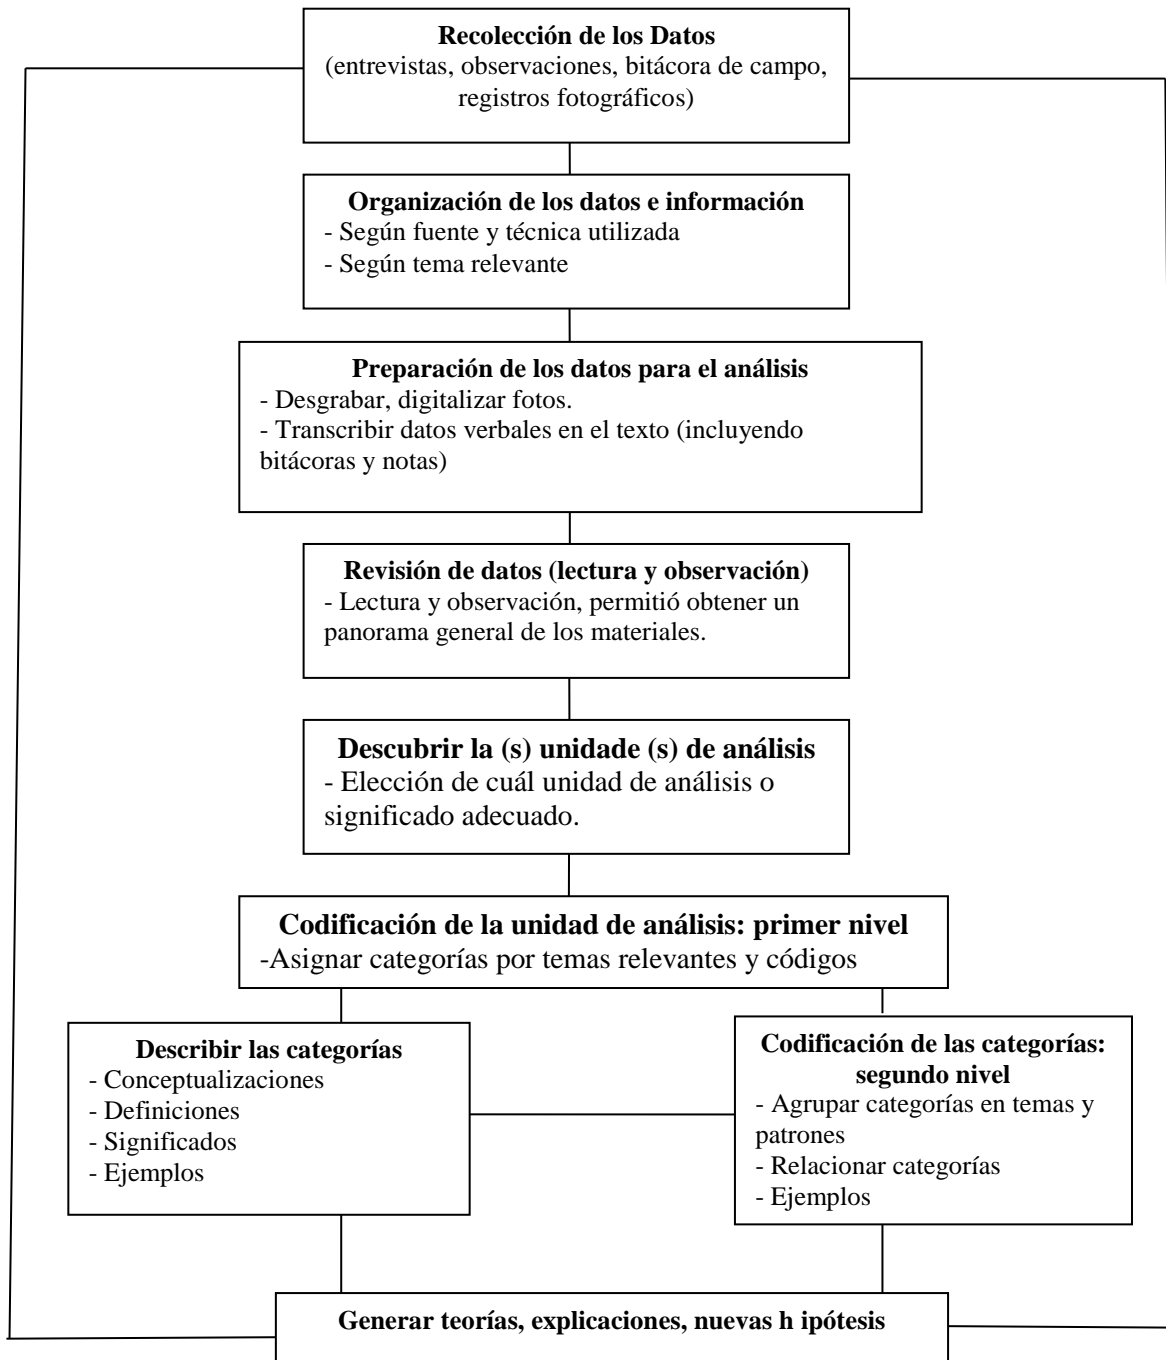 Recolección de los Datos
(entrevistas, observaciones, bitácora de campo,
registros fotográficos)
Organización de los datos e información
- Según fuente y técnica utilizada
- Según tema relevante
Preparación de los datos para el análisis
- Desgrabar, digitalizar fotos.
- Transcribir datos verbales en el texto (incluyendo
bitácoras y notas)
Revisión de datos (lectura y observación)
- Lectura y observación, permitió obtener un
panorama general de los materiales.
Descubrir la (s) unidade (s) de análisis
- Elección de cuál unidad de análisis o
significado adecuado.
Codificación de la unidad de análisis: primer nivel
-Asignar categorías por temas relevantes y códigos
Describir las categorías
- Conceptualizaciones
- Definiciones
- Significados
- Ejemplos
Codificación de las categorías:
segundo nivel
- Agrupar categorías en temas y
patrones
- Relacionar categorías
- Ejemplos
Generar teorías, explicaciones, nuevas h ipótesis